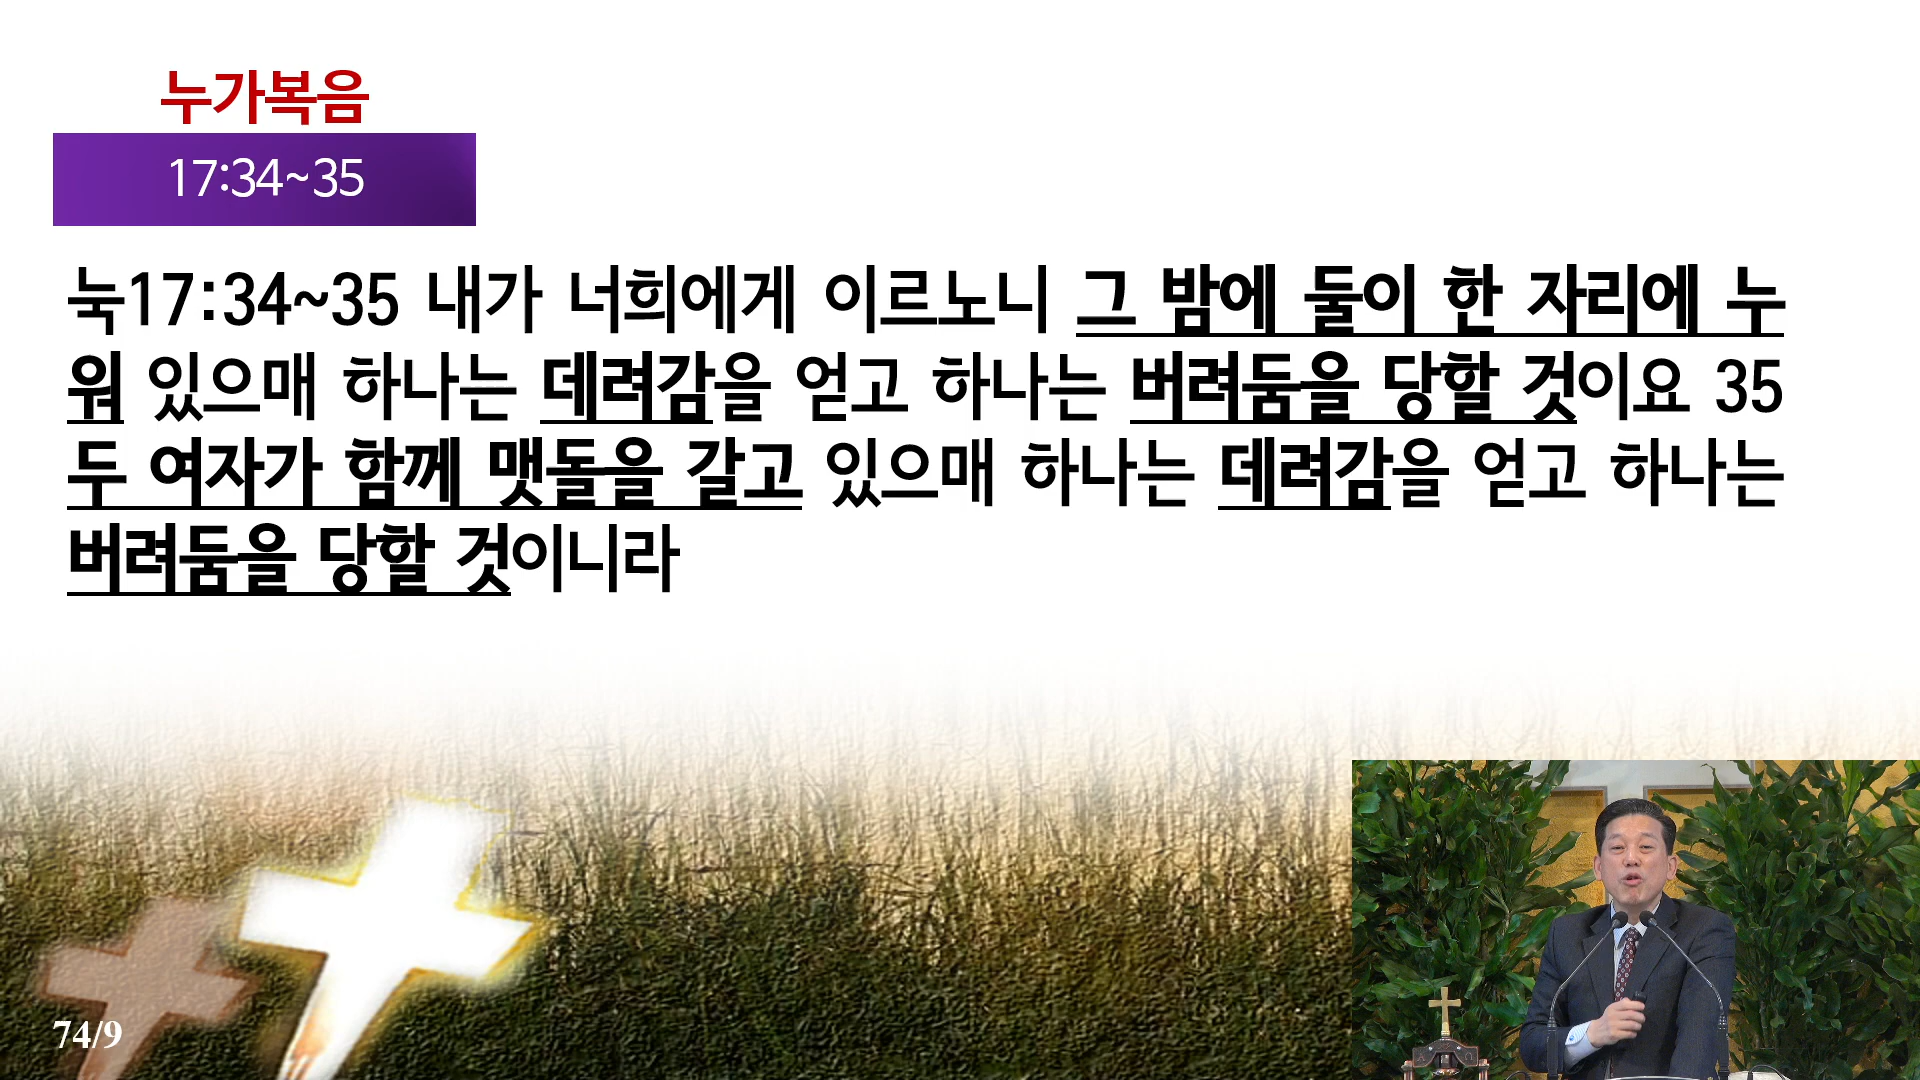 누가복음
17:34~35
눅17:34~35 내가 너희에게 이르노니 그 밤에 둘이 한 자리에 누
워 있으매 하나는 데려감을 얻고 하나는 버려둠을 당할 것이요 35
두 여자가 함께 맷돌을 갈고 있으매 하나는 데려감을 얻고 하나는
버려둠을 당할 것이니라
74/9
Α Ω